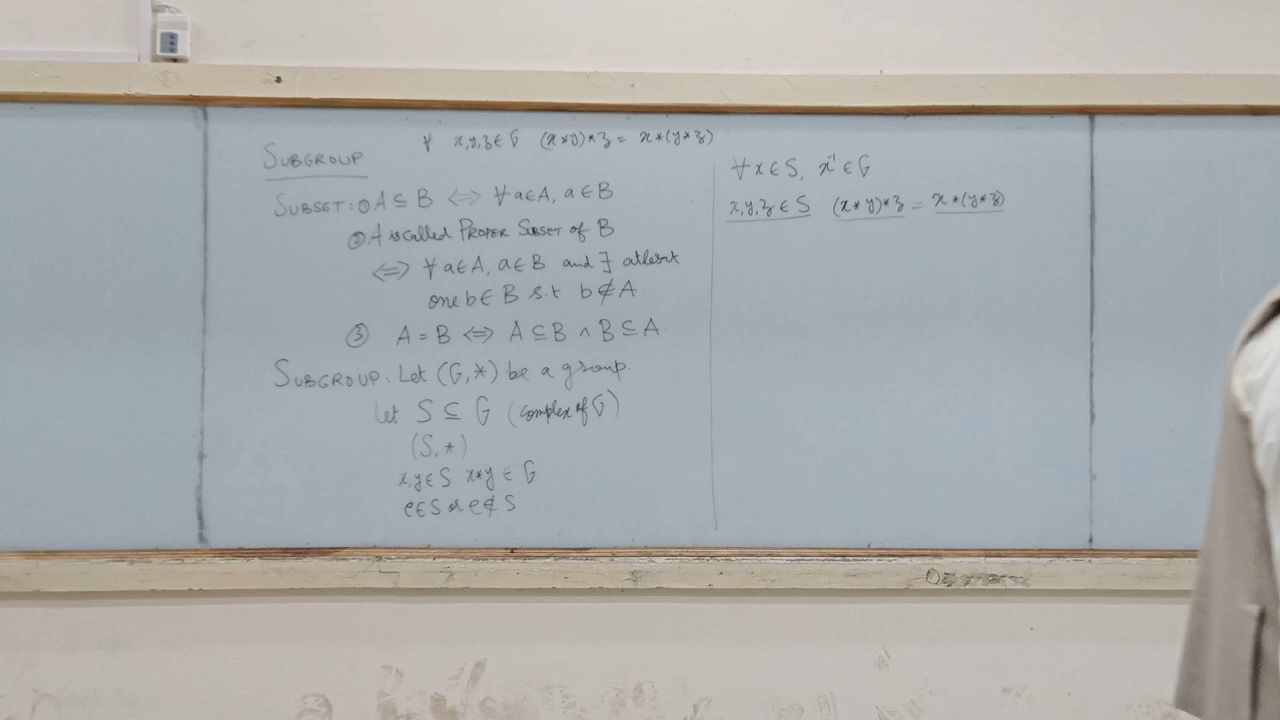 ∀ x,y,z ∈ G (x*y)*z = x*(y*z)
SUBGROUP
SUBSET: ① A ⊆ B ⟺ ∀ a∈A, a∈B
② A is called PROPER SUBSET of B
⟺ ∀ a∈A, a∈B and ∃ atleast
one b∈B s.t b∉A
③ A = B ⟺ A⊆B ∧ B⊆A.
SUBGROUP. Let (G,*) be a group.
Let S ⊆ G (complex of G)
(S,*)
x,y∈S x*y ∈ G
e∈S or e∉S
∀ x∈S, x⁻¹∈G
x,y,z∈S (x*y)*z = x*(y*z)